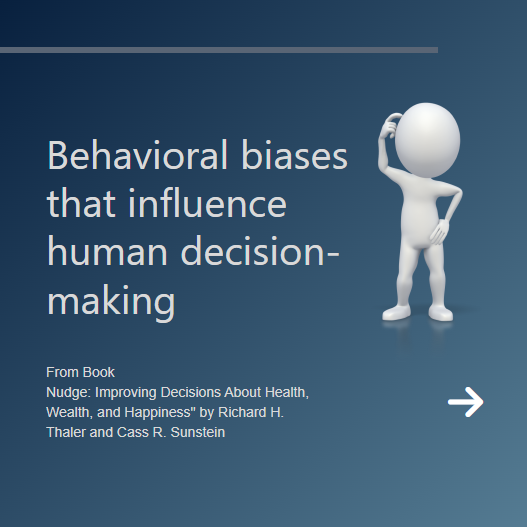 Behavioral biases
that influence
human decision-
making
From Book
Nudge: Improving Decisions About Health,
Wealth, and Happiness" by Richard H.
Thaler and Cass R. Sunstein